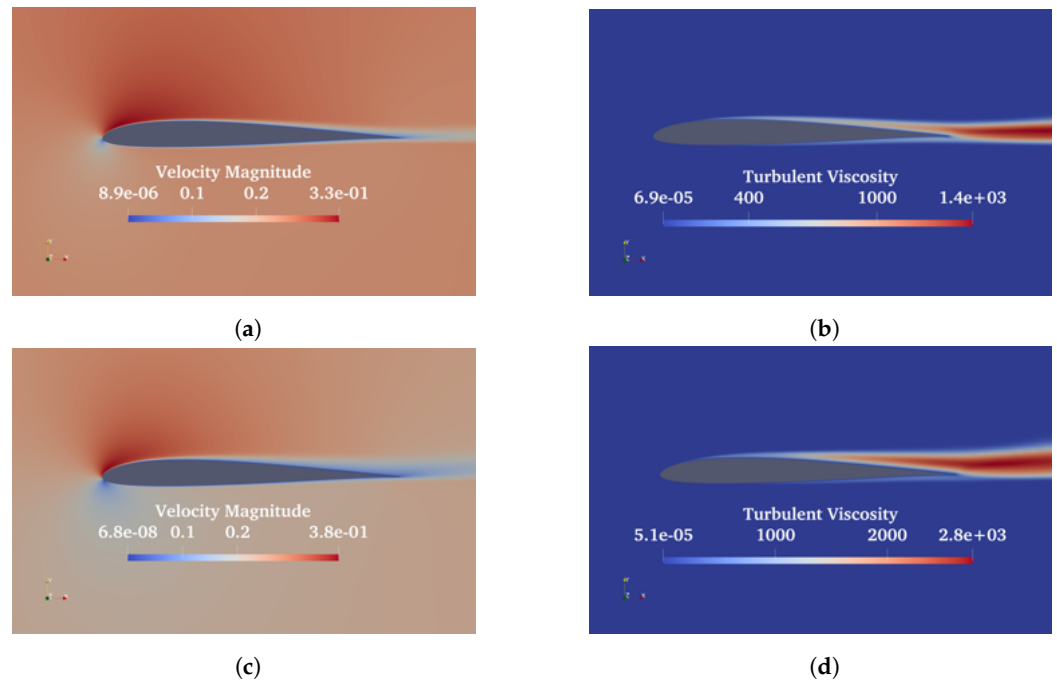 Velocity Magnitude
8.9e-06 0.1 0.2 3.3e-01
Turbulent Viscosity
6.9e-05 400 1000 1.4e+03
(a)
(b)
Velocity Magnitude
6.8e-08 0.1 0.2 3.8e-01
Turbulent Viscosity
5.1e-05 1000 2000 2.8e+03
(c)
(d)